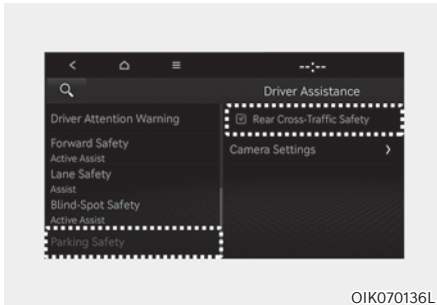 --:--
Driver Assistance
Driver Attention Warning
Rear Cross-Traffic Safety
Forward Safety
Active Assist
Camera Settings
Lane Safety
Assist
Blind-Spot Safety
Active Assist
Parking Safety
OIK070136L